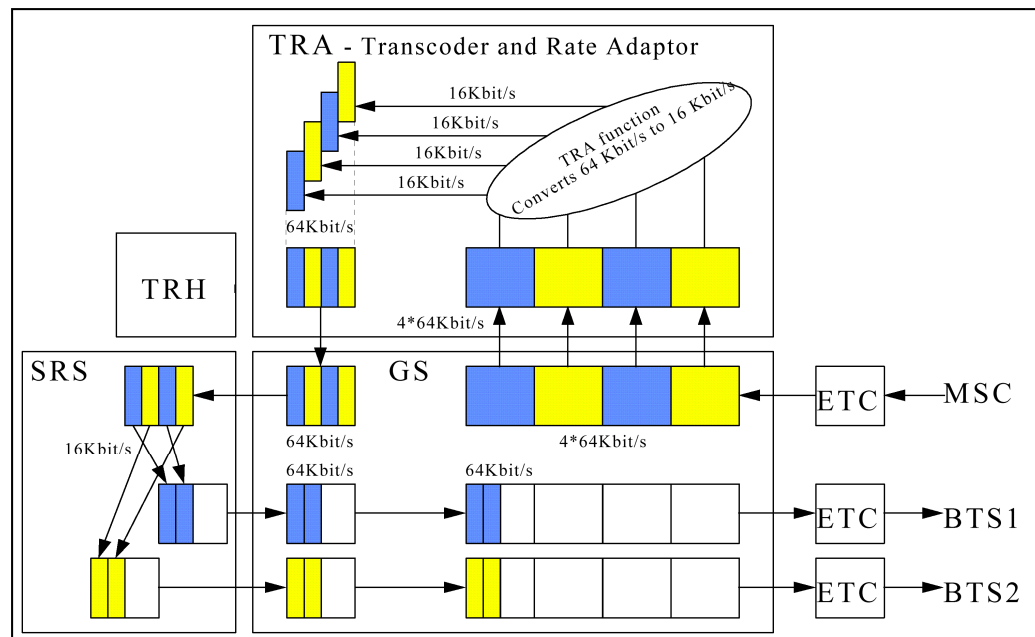 TRA - Transcoder and Rate Adaptor
16Kbit/s
16Kbit/s
16Kbit/s
16Kbit/s
TRA function
Converts 64 Kbit/s to 16 Kbit/s
64Kbit/s
TRH
4*64Kbit/s
SRS
GS
ETC
MSC
16Kbit/s
64Kbit/s
4*64Kbit/s
64Kbit/s
64Kbit/s
ETC
BTS1
ETC
BTS2